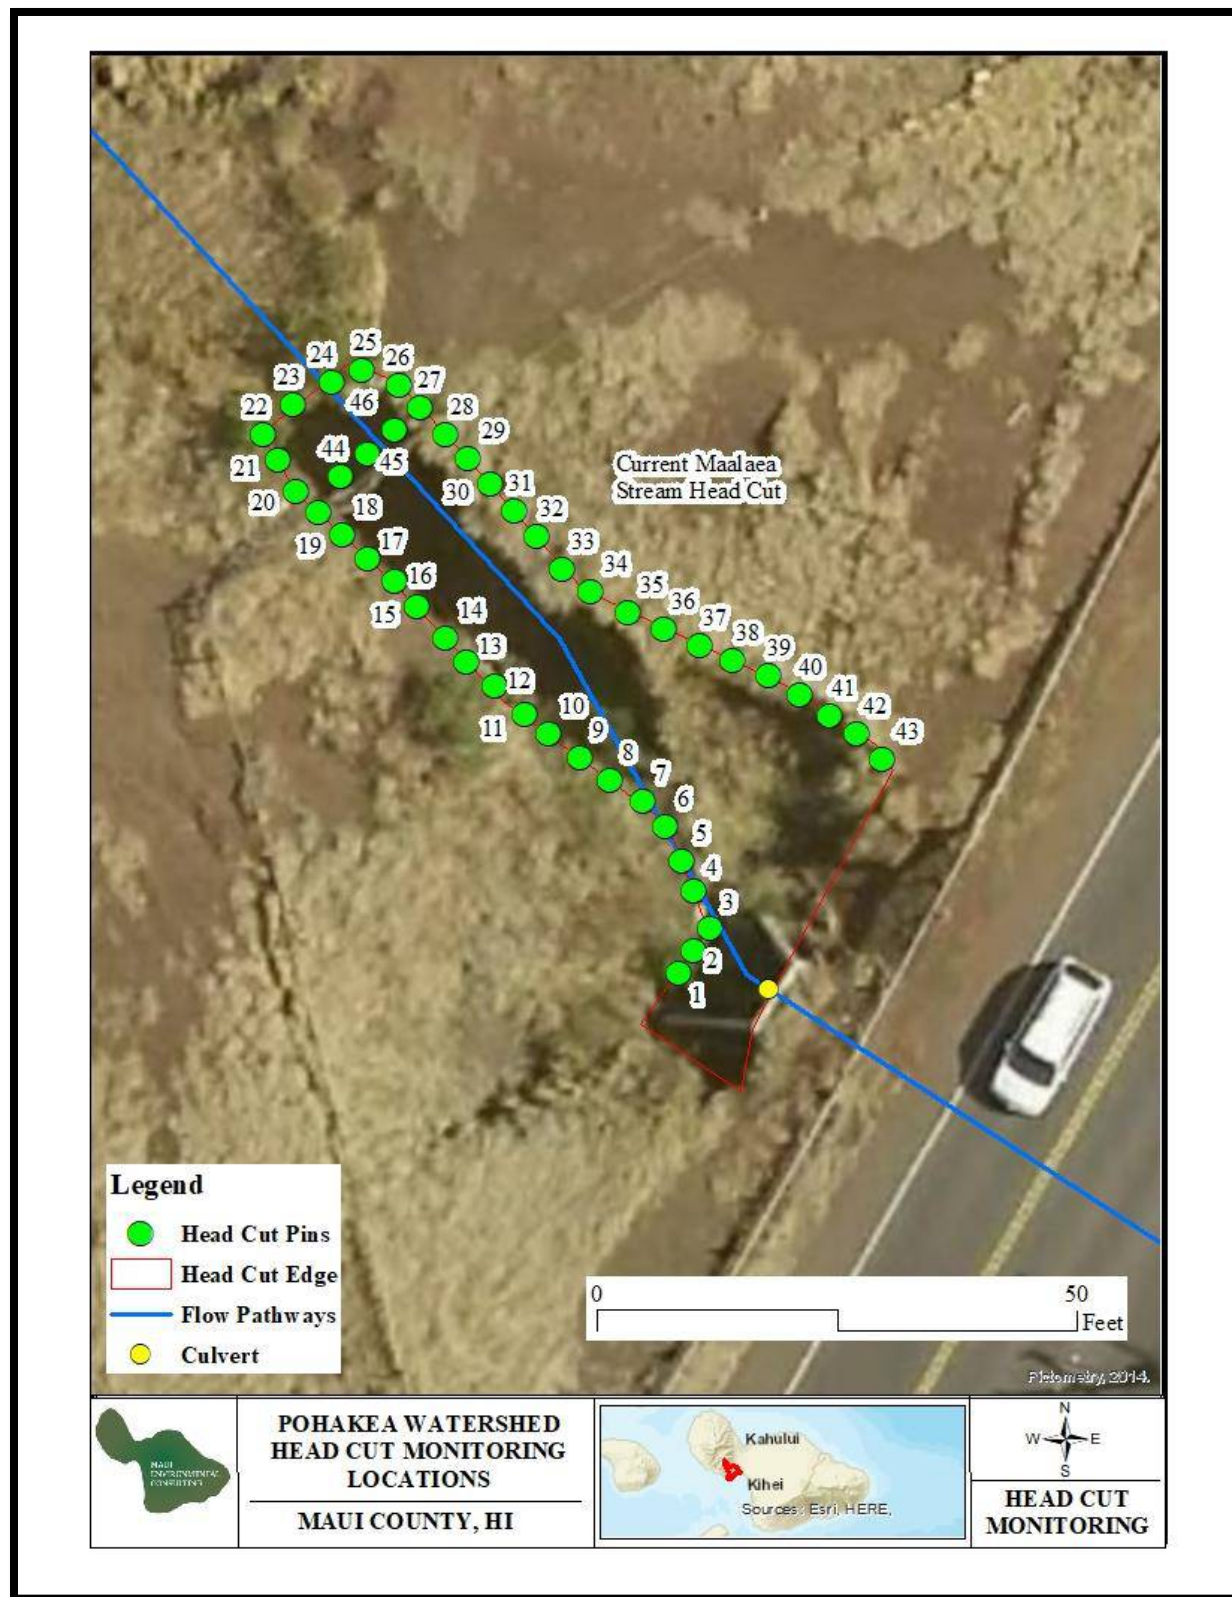 25
24
26
23
27
46
22
28
44
29
21
45
Current Maalaea
30
Stream Head Cut
20
31
18
32
19
17
33
16
34
15
35
14
36
13
37
38
12
39
10
40
11
9
41
8
42
7
43
6
5
4
3
2
1
Legend
Head Cut Pins
Head Cut Edge
Flow Pathways
Culvert
0 50
Feet
Pictometry, 2014.
MAUI
ENVIRONMENTAL
CONSULTING
POHAKEA WATERSHED
HEAD CUT MONITORING
LOCATIONS
MAUI COUNTY, HI
Kahului
Kihei
Sources: Esri, HERE,
N
W E
S
HEAD CUT
MONITORING